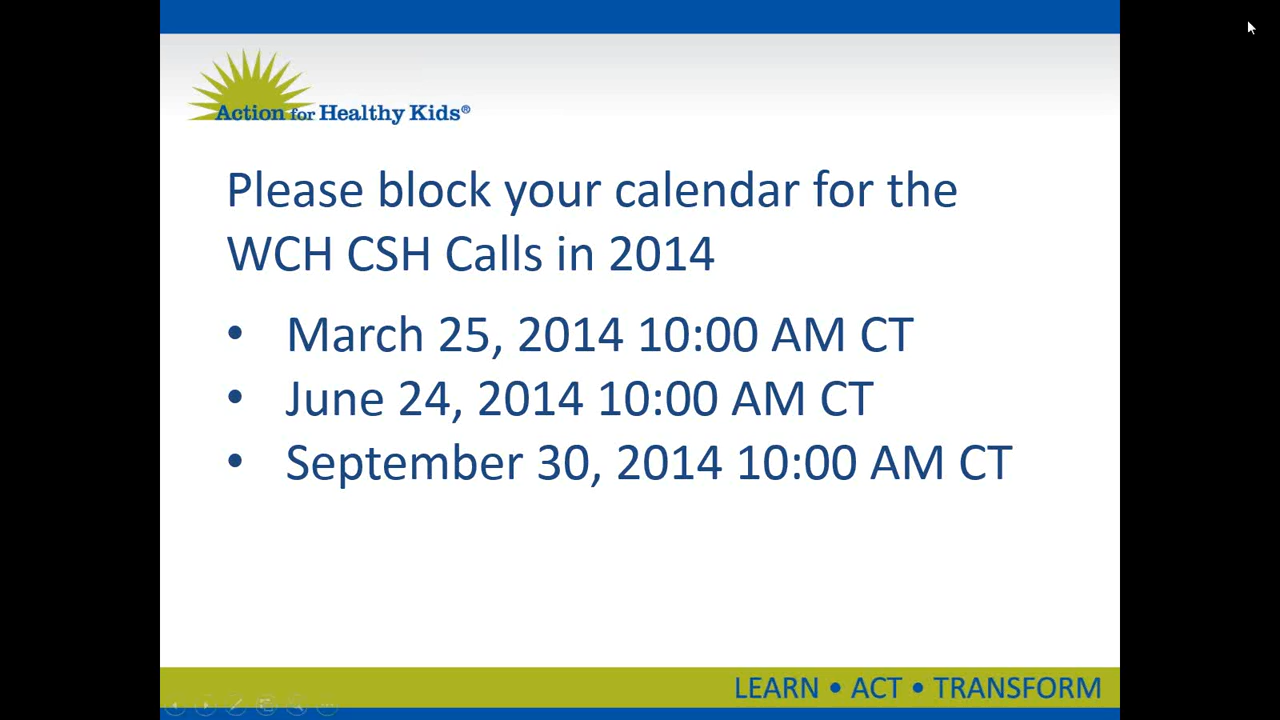 Action for Healthy Kids®
Please block your calendar for the
WCH CSH Calls in 2014
• March 25, 2014 10:00 AM CT
• June 24, 2014 10:00 AM CT
• September 30, 2014 10:00 AM CT
LEARN • ACT • TRANSFORM